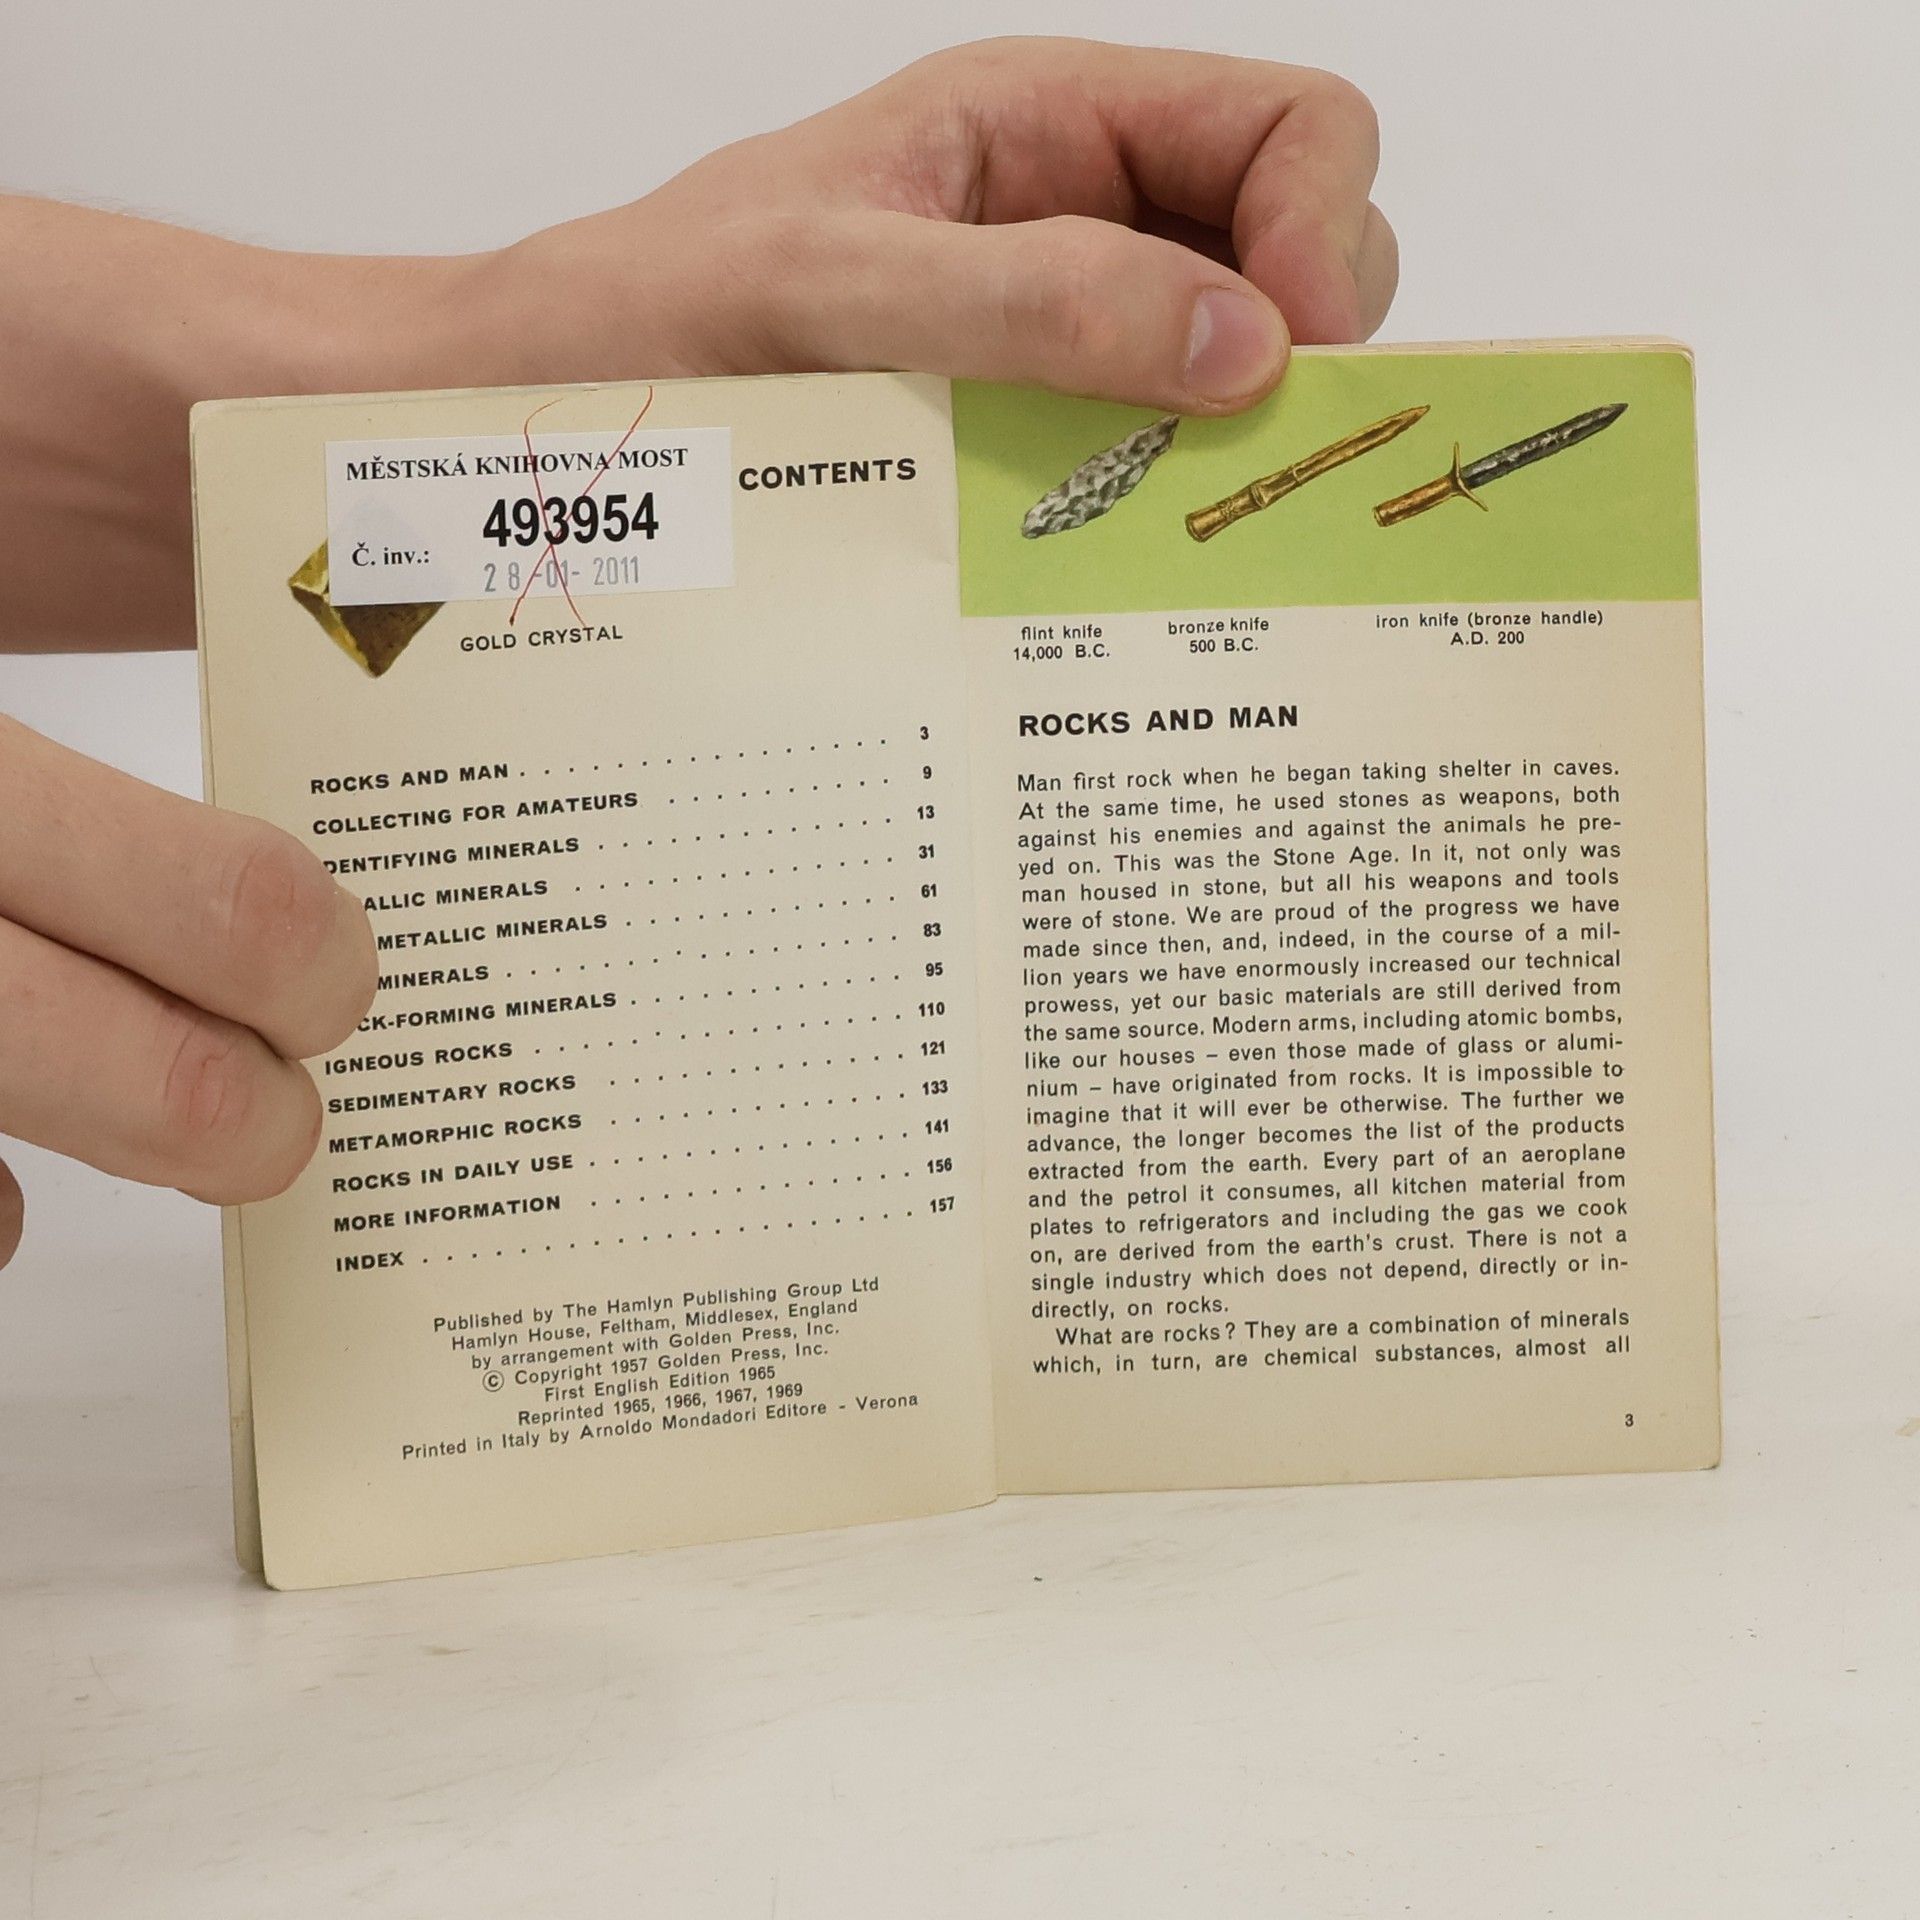 MĚSTSKÁ KNIHOVNA MOST
493954
Č. inv.:
28-01-2011
CONTENTS
GOLD CRYSTAL
ROCKS AND MAN . . . . . . . . . . . . . . . 3
COLLECTING FOR AMATEURS . . . . . . . . . . 9
DENTIFYING MINERALS . . . . . . . . . . . . 13
ALLIC MINERALS . . . . . . . . . . . . . . 31
METALLIC MINERALS . . . . . . . . . . . . 61
MINERALS . . . . . . . . . . . . . . . . . 83
CK-FORMING MINERALS . . . . . . . . . . . . 95
IGNEOUS ROCKS . . . . . . . . . . . . . . . 110
SEDIMENTARY ROCKS . . . . . . . . . . . . . 121
METAMORPHIC ROCKS . . . . . . . . . . . . . 133
ROCKS IN DAILY USE . . . . . . . . . . . . . 141
MORE INFORMATION . . . . . . . . . . . . . . 156
INDEX . . . . . . . . . . . . . . . . . . . . 157
Published by The Hamlyn Publishing Group Ltd
Hamlyn House, Feltham, Middlesex, England
by arrangement with Golden Press, Inc.
© Copyright 1957 Golden Press, Inc.
First English Edition 1965
Reprinted 1965, 1966, 1967, 1969
Printed in Italy by Arnoldo Mondadori Editore - Verona
flint knife
14,000 B.C.
bronze knife
500 B.C.
iron knife (bronze handle)
A.D. 200
ROCKS AND MAN
Man first rock when he began taking shelter in caves.
At the same time, he used stones as weapons, both
against his enemies and against the animals he pre-
yed on. This was the Stone Age. In it, not only was
man housed in stone, but all his weapons and tools
were of stone. We are proud of the progress we have
made since then, and, indeed, in the course of a mil-
lion years we have enormously increased our technical
prowess, yet our basic materials are still derived from
the same source. Modern arms, including atomic bombs,
like our houses – even those made of glass or alumi-
nium – have originated from rocks. It is impossible to
imagine that it will ever be otherwise. The further we
advance, the longer becomes the list of the products
extracted from the earth. Every part of an aeroplane
and the petrol it consumes, all kitchen material from
plates to refrigerators and including the gas we cook
on, are derived from the earth's crust. There is not a
single industry which does not depend, directly or in-
directly, on rocks.
What are rocks? They are a combination of minerals
which, in turn, are chemical substances, almost all
3